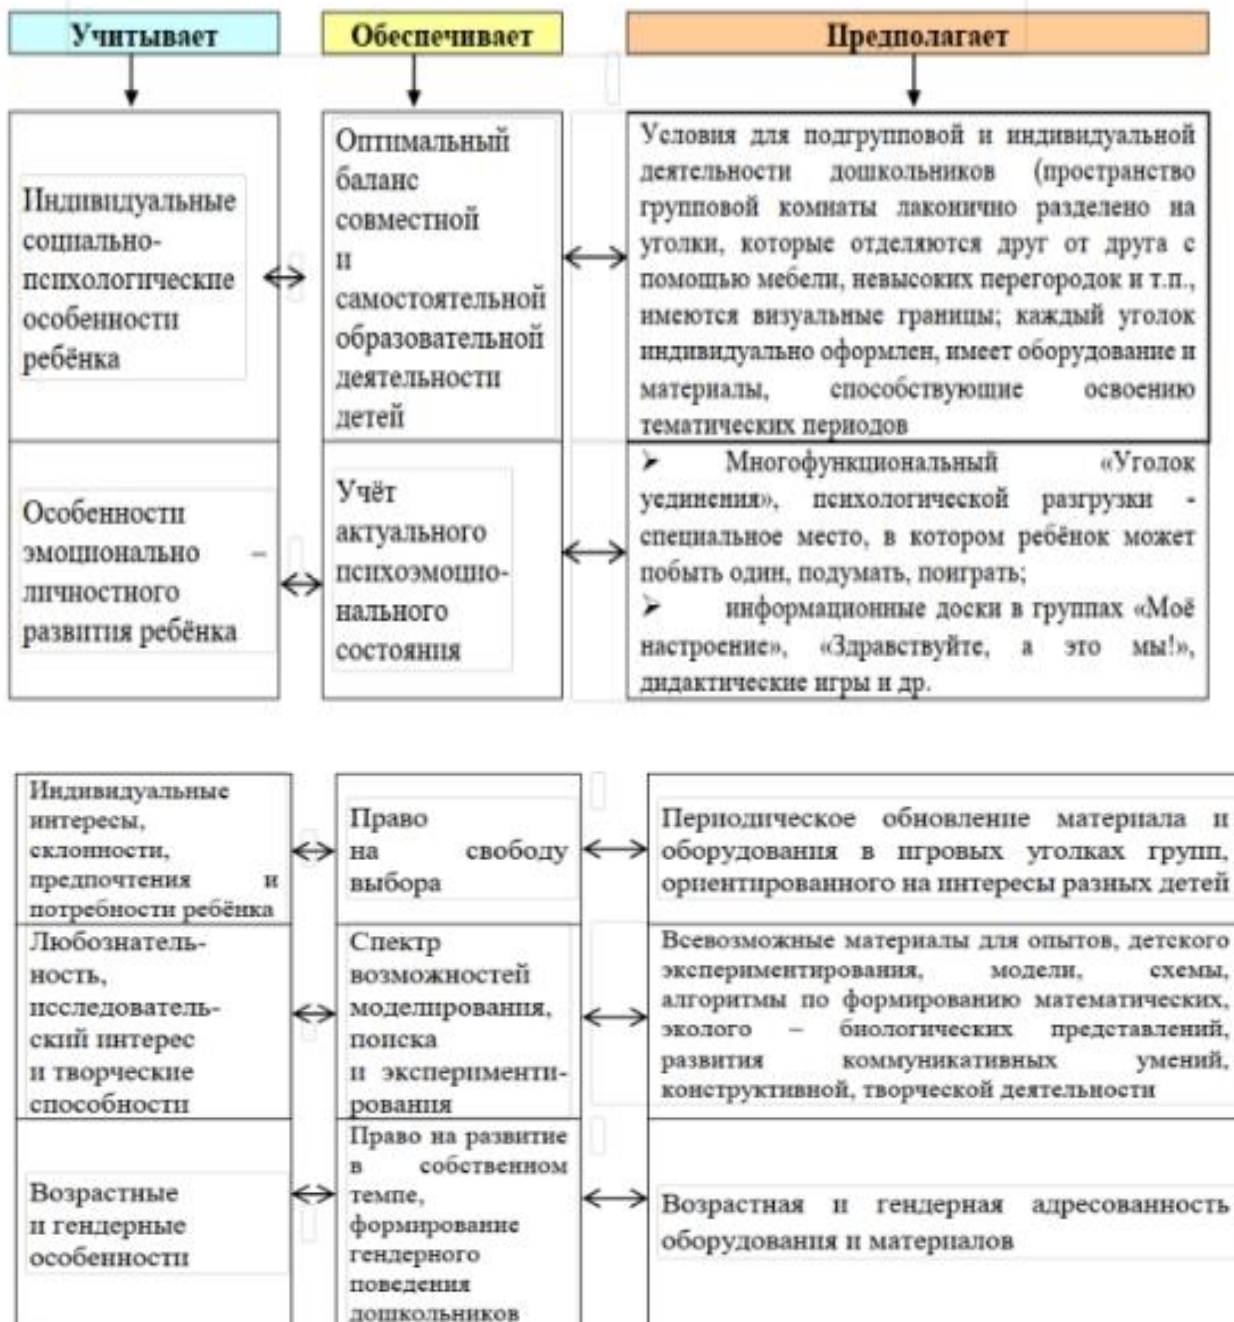 Учитывает
Обеспечивает
Предполагает
Индивидуальные
социально-
психологические
особенности
ребёнка
Оптимальный
баланс
совместной
и
самостоятельной
образовательной
деятельности
детей
Условия для подгрупповой и индивидуальной
деятельности дошкольников (пространство
групповой комнаты лаконично разделено на
уголки, которые отделяются друг от друга с
помощью мебели, невысоких перегородок и т.п.,
имеются визуальные границы; каждый уголок
индивидуально оформлен, имеет оборудование и
материалы, способствующие освоению
тематических периодов
Особенности
эмоционально –
личностного
развития ребёнка
Учёт
актуального
психоэмоцио-
нального
состояния
➢ Многофункциональный «Уголок
уединения», психологической разгрузки -
специальное место, в котором ребёнок может
побыть один, подумать, поиграть;
➢ информационные доски в группах «Моё
настроение», «Здравствуйте, а это мы!»,
дидактические игры и др.
Индивидуальные
интересы,
склонности,
предпочтения и
потребности ребёнка
Право
на свободу
выбора
Периодическое обновление материала и
оборудования в игровых уголках групп,
ориентированного на интересы разных детей
Любознатель-
ность,
исследователь-
ский интерес
и творческие
способности
Спектр
возможностей
моделирования,
поиска
и эксперименти-
рования
Всевозможные материалы для опытов, детского
экспериментирования, модели, схемы,
алгоритмы по формированию математических,
эколого – биологических представлений,
развития коммуникативных умений,
конструктивной, творческой деятельности
Возрастные
и гендерные
особенности
Право на развитие
в собственном
темпе,
формирование
гендерного
поведения
дошкольников
Возрастная и гендерная адресованность
оборудования и материалов